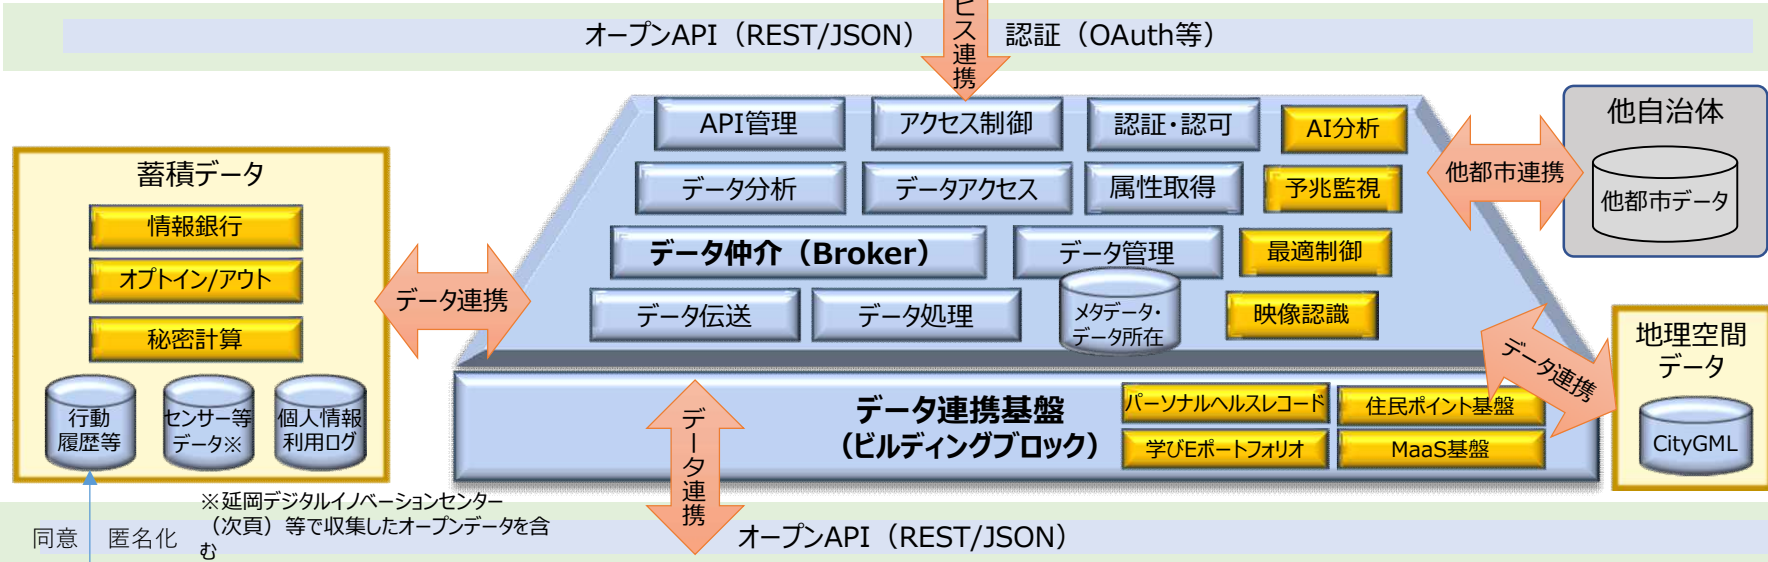 オープンAPI（REST/JSON）
認証（OAuth等）
ビス連携
API管理
アクセス制御
認証・認可
AI分析
データ分析
データアクセス
属性取得
予兆監視
データ仲介（Broker）
データ管理
最適制御
データ伝送
データ処理
メタデータ・
データ所在
映像認識
蓄積データ
情報銀行
オプトイン/アウト
秘密計算
行動
履歴等
センサー等
データ※
個人情報
利用ログ
データ連携
他都市連携
他自治体
他都市データ
データ連携
地理空間
データ
CityGML
データ連携基盤
（ビルディングブロック）
パーソナルヘルスレコード
住民ポイント基盤
学びEポートフォリオ
MaaS基盤
データ連携
※延岡デジタルイノベーションセンター
（次頁）等で収集したオープンデータを含
む
同意
匿名化
オープンAPI（REST/JSON）